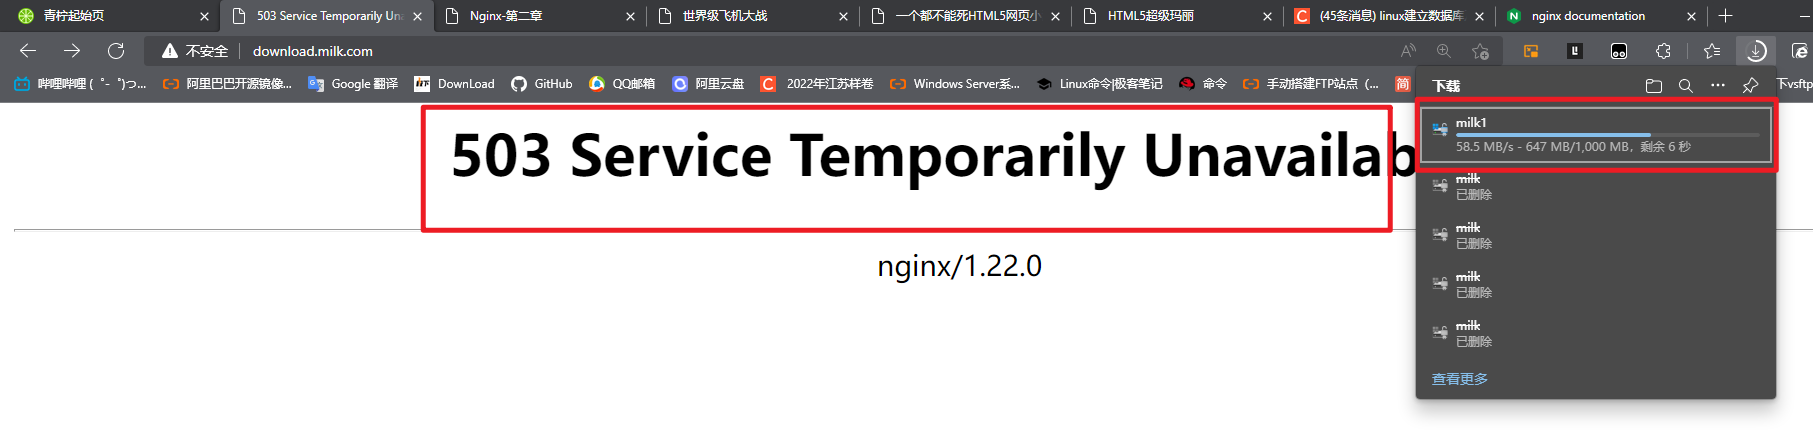 青柠起始页
503 Service Temporarily Una
Nginx-第二章
世界级飞机大战
一个都不能死HTML5网页小
HTML5超级玛丽
(45条消息) linux建立数据库
nginx documentation
不安全
download.milk.com
哔哩哔哩 ( ゜- ゜)つ...
阿里巴巴开源镜像...
Google 翻译
DownLoad
GitHub
QQ邮箱
阿里云盘
2022年江苏样卷
Windows Server系...
Linux命令|极客笔记
命令
手动搭建FTP站点（...
简
下vsftp
下载
milk1
58.5 MB/s - 647 MB/1,000 MB，剩余 6 秒
milk
已删除
milk
已删除
milk
已删除
milk
已删除
查看更多
503 Service Temporarily Unavailab
nginx/1.22.0